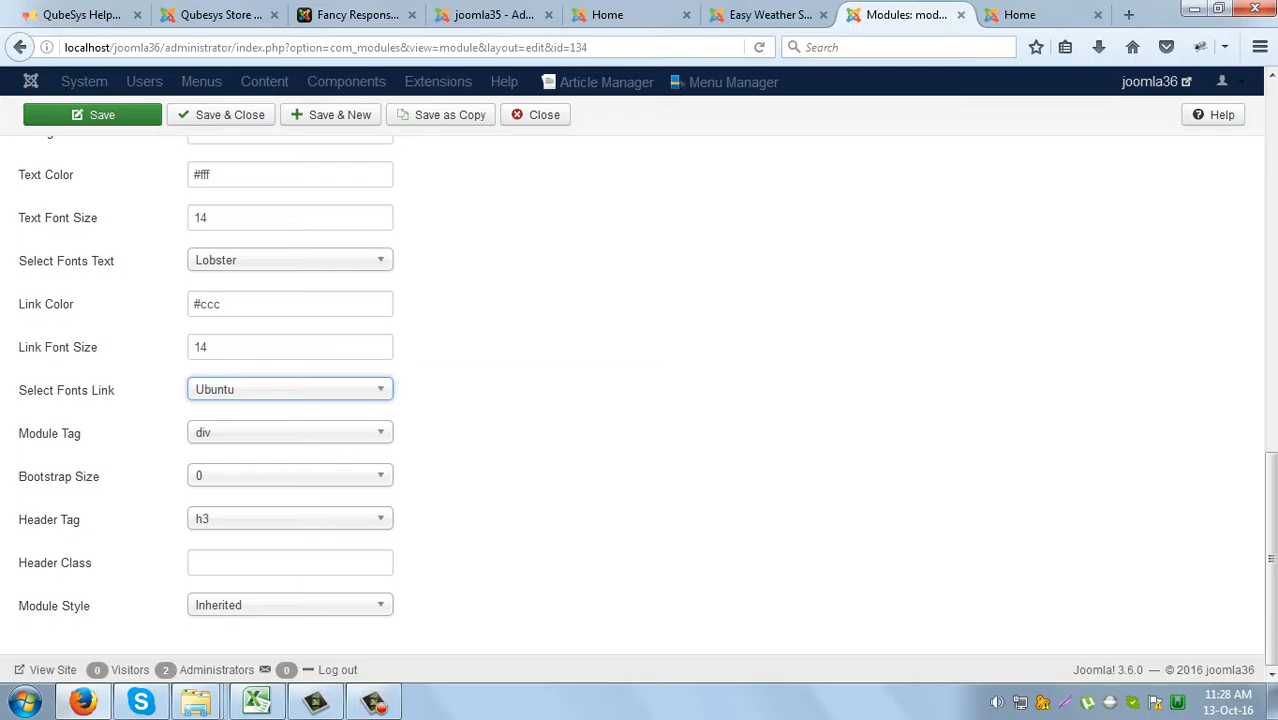 QubeSys Help...
Qubesys Store ...
Fancy Respons...
joomla35 - Ad...
Home
Easy Weather S...
Modules: mod...
Home
localhost/joomla36/administrator/index.php?option=com_modules&view=module&layout=edit&id=134
Search
System Users Menus Content Components Extensions Help Article Manager Menu Manager joomla36
Save Save & Close Save & New Save as Copy Close Help
Text Color #fff
Text Font Size 14
Select Fonts Text Lobster
Link Color #ccc
Link Font Size 14
Select Fonts Link Ubuntu
Module Tag div
Bootstrap Size 0
Header Tag h3
Header Class
Module Style Inherited
View Site 0 Visitors 2 Administrators 0 Log out Joomla! 3.6.0 — © 2016 joomla36
11:28 AM
13-Oct-16